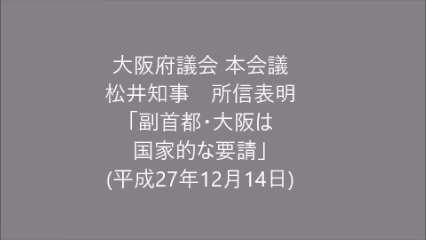 大阪府議会 本会議
松井知事　所信表明
「副首都・大阪は
国家的な要請」
(平成27年12月14日)